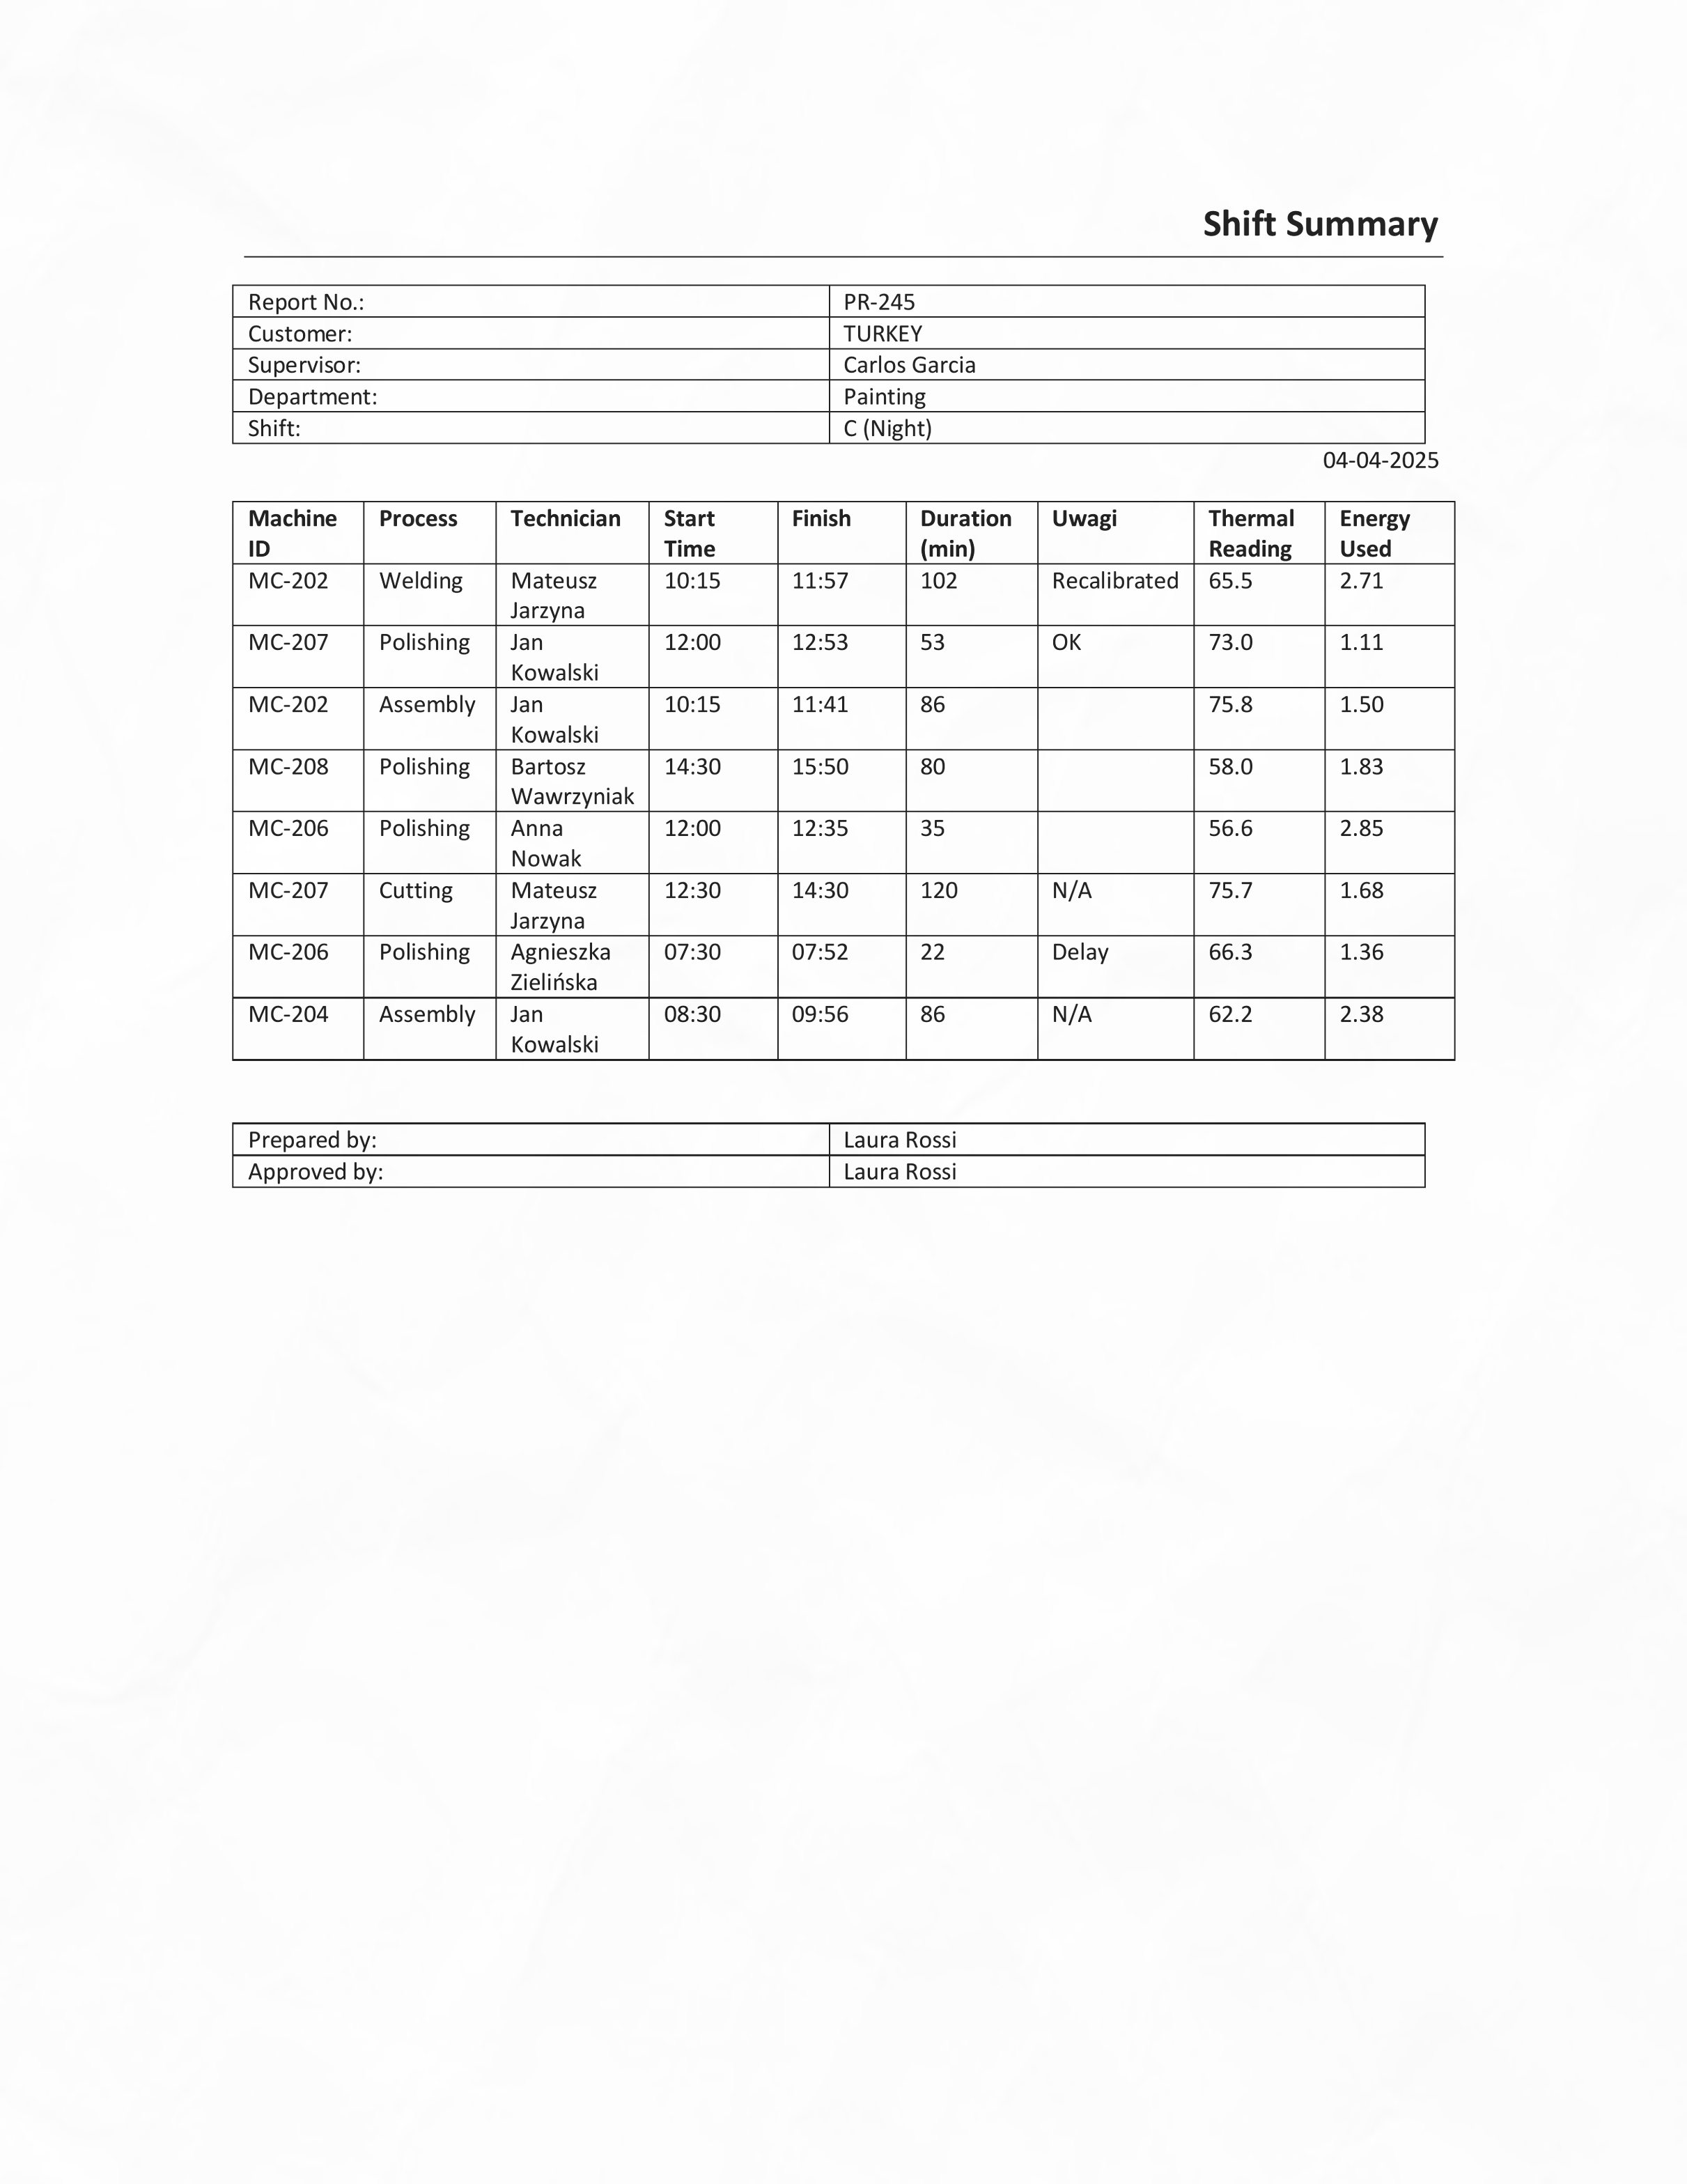 Shift Summary
Report No.: PR-245
Customer: TURKEY
Supervisor: Carlos Garcia
Department: Painting
Shift: C (Night)
04-04-2025
Machine ID Process Technician Start Time Finish Duration (min) Uwagi Thermal Reading Energy Used
MC-202 Welding Mateusz Jarzyna 10:15 11:57 102 Recalibrated 65.5 2.71
MC-207 Polishing Jan Kowalski 12:00 12:53 53 OK 73.0 1.11
MC-202 Assembly Jan Kowalski 10:15 11:41 86 75.8 1.50
MC-208 Polishing Bartosz Wawrzyniak 14:30 15:50 80 58.0 1.83
MC-206 Polishing Anna Nowak 12:00 12:35 35 56.6 2.85
MC-207 Cutting Mateusz Jarzyna 12:30 14:30 120 N/A 75.7 1.68
MC-206 Polishing Agnieszka Zielińska 07:30 07:52 22 Delay 66.3 1.36
MC-204 Assembly Jan Kowalski 08:30 09:56 86 N/A 62.2 2.38
Prepared by: Laura Rossi
Approved by: Laura Rossi